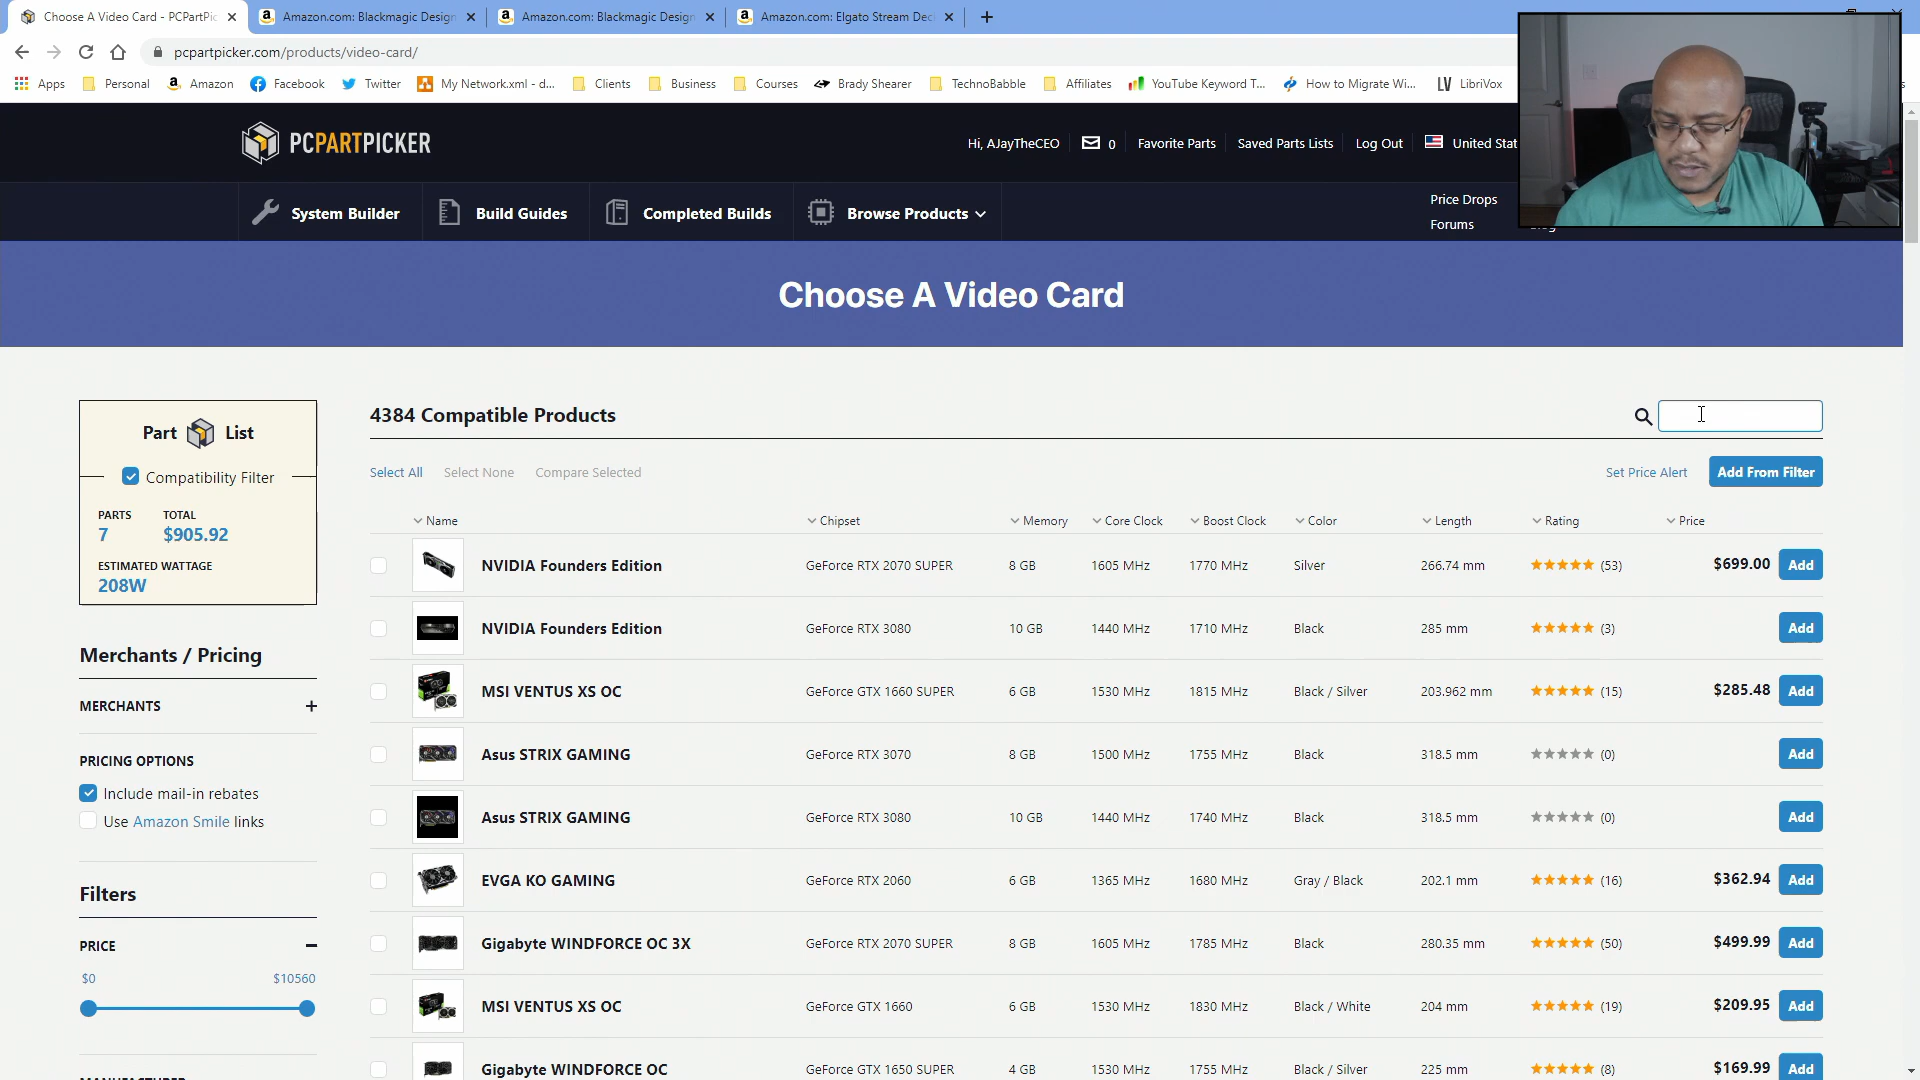 Choose A Video Card - PCPartPic
Amazon.com: Blackmagic Design
Amazon.com: Blackmagic Design
Amazon.com: Elgato Stream Dec
pcpartpicker.com/products/video-card/
Apps Personal Amazon Facebook Twitter My Network.xml - d... Clients Business Courses Brady Shearer TechnoBabble Affiliates YouTube Keyword T... How to Migrate Wi... LibriVox
PCPARTPICKER
Hi, AJayTheCEO 0 Favorite Parts Saved Parts Lists Log Out United Stat
System Builder Build Guides Completed Builds Browse Products
Price Drops
Forums
Choose A Video Card
Part List
Compatibility Filter
PARTS TOTAL
7 $905.92
ESTIMATED WATTAGE
208W
Merchants / Pricing
MERCHANTS +
PRICING OPTIONS
Include mail-in rebates
Use Amazon Smile links
Filters
PRICE
$0 $10560
4384 Compatible Products
Select All Select None Compare Selected Set Price Alert Add From Filter
Name Chipset Memory Core Clock Boost Clock Color Length Rating Price
NVIDIA Founders Edition GeForce RTX 2070 SUPER 8 GB 1605 MHz 1770 MHz Silver 266.74 mm (53) $699.00 Add
NVIDIA Founders Edition GeForce RTX 3080 10 GB 1440 MHz 1710 MHz Black 285 mm (3) Add
MSI VENTUS XS OC GeForce GTX 1660 SUPER 6 GB 1530 MHz 1815 MHz Black / Silver 203.962 mm (15) $285.48 Add
Asus STRIX GAMING GeForce RTX 3070 8 GB 1500 MHz 1755 MHz Black 318.5 mm (0) Add
Asus STRIX GAMING GeForce RTX 3080 10 GB 1440 MHz 1740 MHz Black 318.5 mm (0) Add
EVGA KO GAMING GeForce RTX 2060 6 GB 1365 MHz 1680 MHz Gray / Black 202.1 mm (16) $362.94 Add
Gigabyte WINDFORCE OC 3X GeForce RTX 2070 SUPER 8 GB 1605 MHz 1785 MHz Black 280.35 mm (50) $499.99 Add
MSI VENTUS XS OC GeForce GTX 1660 6 GB 1530 MHz 1830 MHz Black / White 204 mm (19) $209.95 Add
Gigabyte WINDFORCE OC GeForce GTX 1650 SUPER 4 GB 1530 MHz 1755 MHz Black / Silver 225 mm (8) $169.99 Add